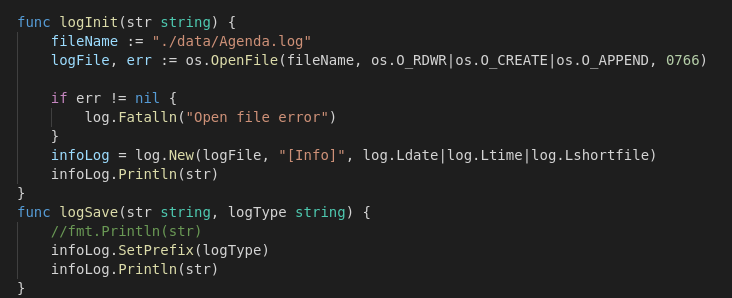 func logInit(str string) {
    fileName := "./data/Agenda.log"
    logFile, err := os.OpenFile(fileName, os.O_RDWR|os.O_CREATE|os.O_APPEND, 0766)

    if err != nil {
        log.Fatalln("Open file error")
    }
    infoLog = log.New(logFile, "[Info]", log.Ldate|log.Ltime|log.Lshortfile)
    infoLog.Println(str)
}
func logSave(str string, logType string) {
    //fmt.Println(str)
    infoLog.SetPrefix(logType)
    infoLog.Println(str)
}